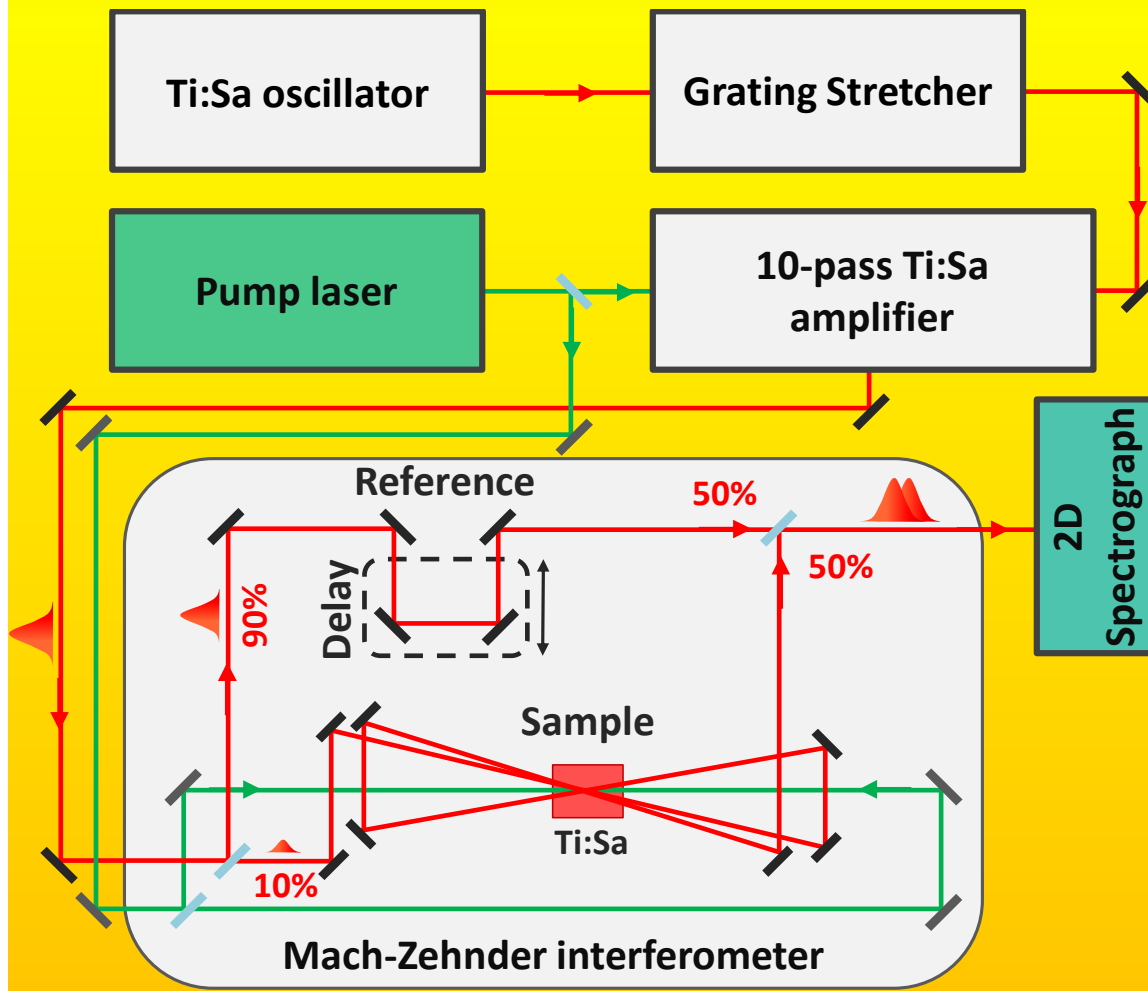 Ti:Sa oscillator
Grating Stretcher
Pump laser
10-pass Ti:Sa
amplifier
2D
Spectrograph
Reference
50%
50%
90%
Delay
Sample
Ti:Sa
10%
Mach-Zehnder interferometer